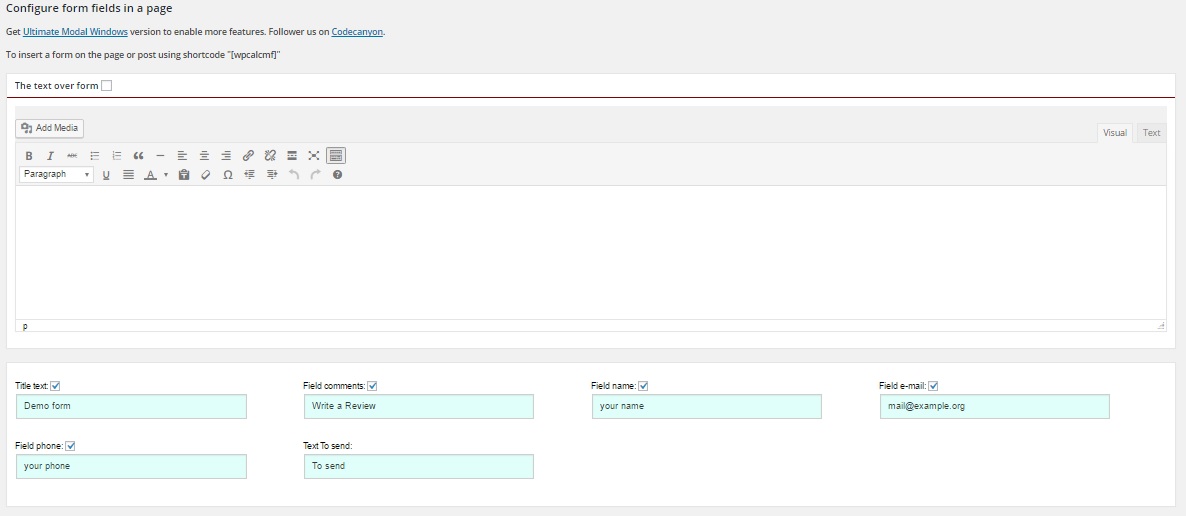 Configure form fields in a page
Get Ultimate Modal Windows version to enable more features. Follower us on Codecanyon.
To insert a form on the page or post using shortcode "[wpcalcmf]"
The text over form
Add Media
Visual Text
B I ABC
Paragraph U A Ω
p
Title text: Field comments: Field name: Field e-mail:
Demo form Write a Review your name mail@example.org
Field phone: Text To send:
your phone To send